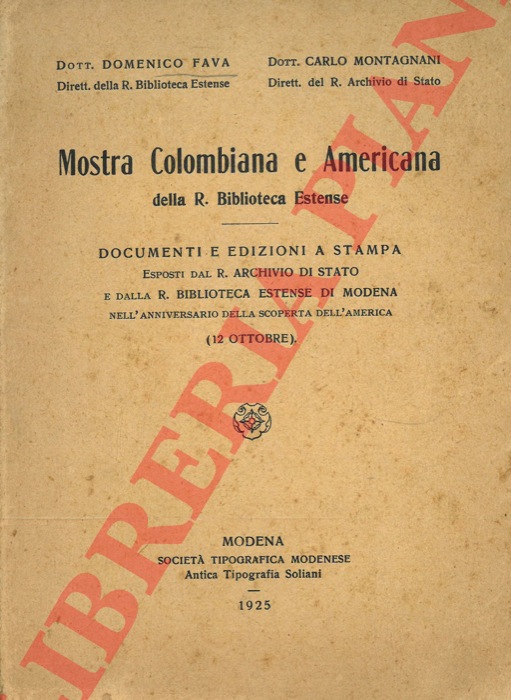 Dott. DOMENICO FAVA
Dirett. della R. Biblioteca Estense
Dott. CARLO MONTAGNANI
Dirett. del R. Archivio di Stato
Mostra Colombiana e Americana
della R. Biblioteca Estense
DOCUMENTI E EDIZIONI A STAMPA
Esposti dal R. ARCHIVIO DI STATO
E DALLA R. BIBLIOTECA ESTENSE DI MODENA
NELL'ANNIVERSARIO DELLA SCOPERTA DELL'AMERICA
(12 OTTOBRE).
MODENA
SOCIETÀ TIPOGRAFICA MODENESE
Antica Tipografia Soliani
1925
LIBRERIA PIAN